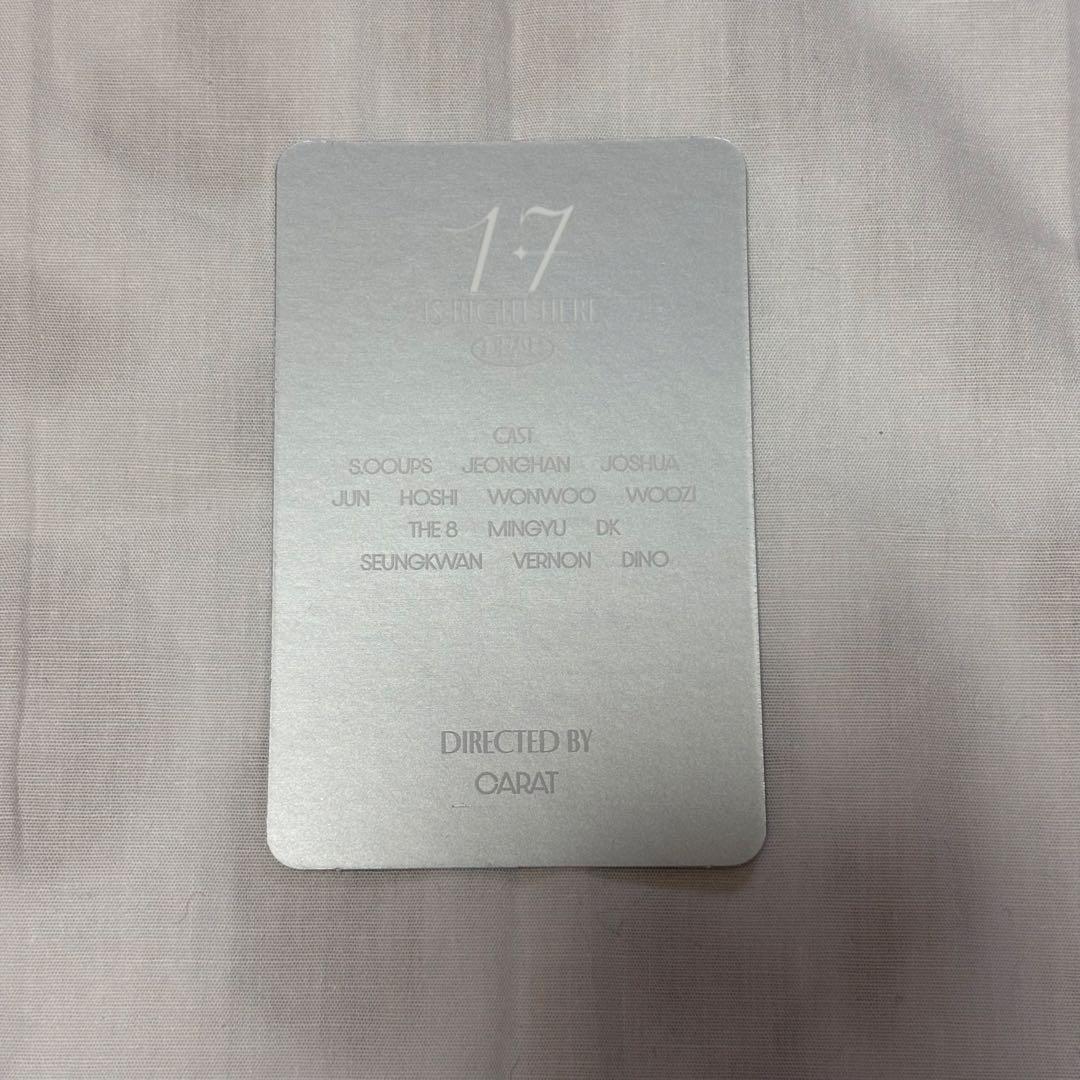 17
IS RIGHT HERE
CAST
S.COUPS JEONGHAN JOSHUA
JUN HOSHI WONWOO WOOZI
THE 8 MINGYU DK
SEUNGKWAN VERNON DINO
DIRECTED BY
CARAT